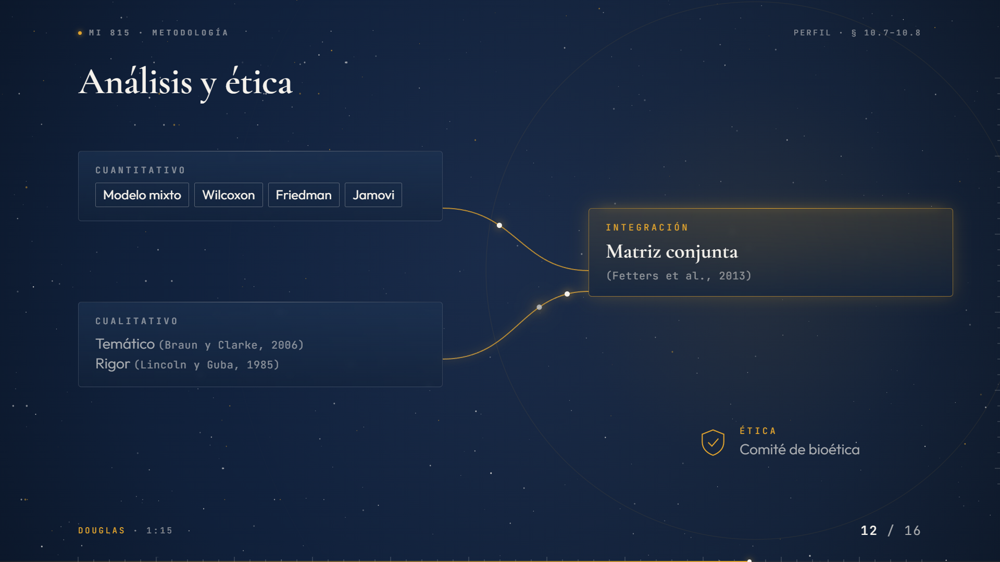 MI 815 · METODOLOGÍA
PERFIL · § 10.7–10.8
Análisis y ética
CUANTITATIVO
Modelo mixto Wilcoxon Friedman Jamovi
INTEGRACIÓN
Matriz conjunta
(Fetters et al., 2013)
CUALITATIVO
Temático (Braun y Clarke, 2006)
Rigor (Lincoln y Guba, 1985)
ÉTICA
Comité de bioética
DOUGLAS · 1:15
12 / 16